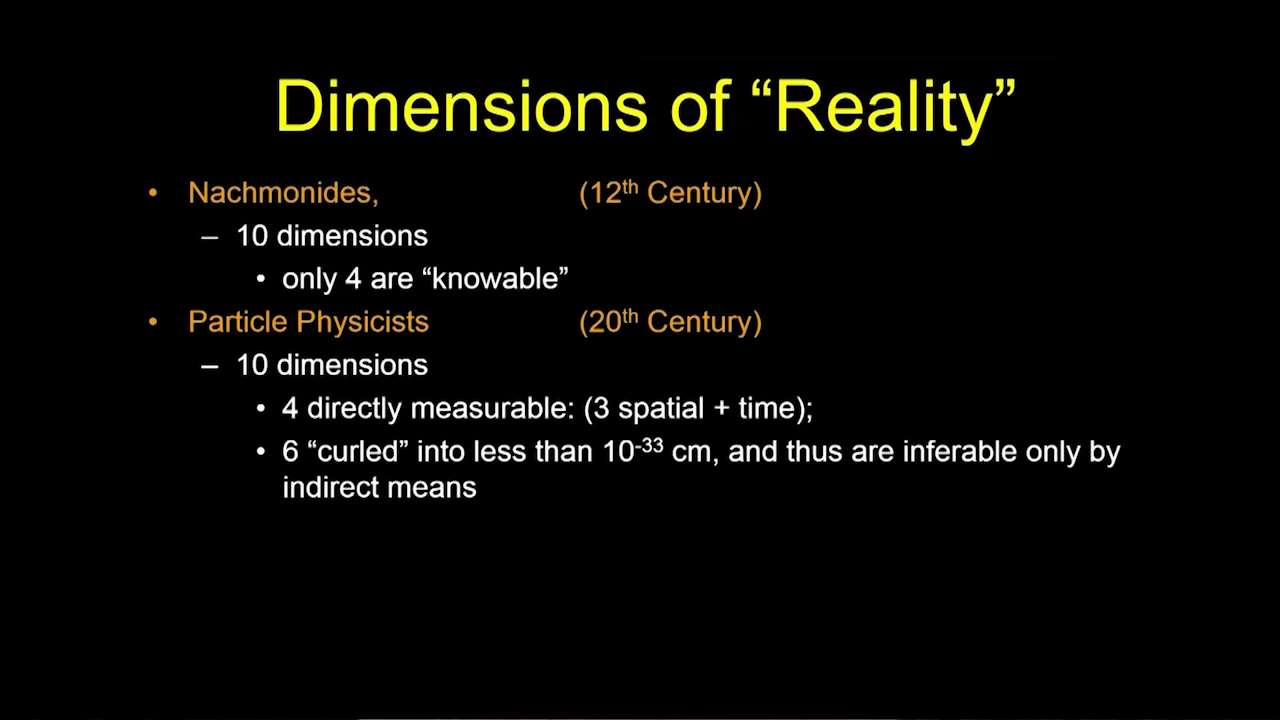 Dimensions of “Reality”
• Nachmonides, (12th Century)
– 10 dimensions
• only 4 are “knowable”
• Particle Physicists (20th Century)
– 10 dimensions
• 4 directly measurable: (3 spatial + time);
• 6 “curled” into less than 10-33 cm, and thus are inferable only by
indirect means